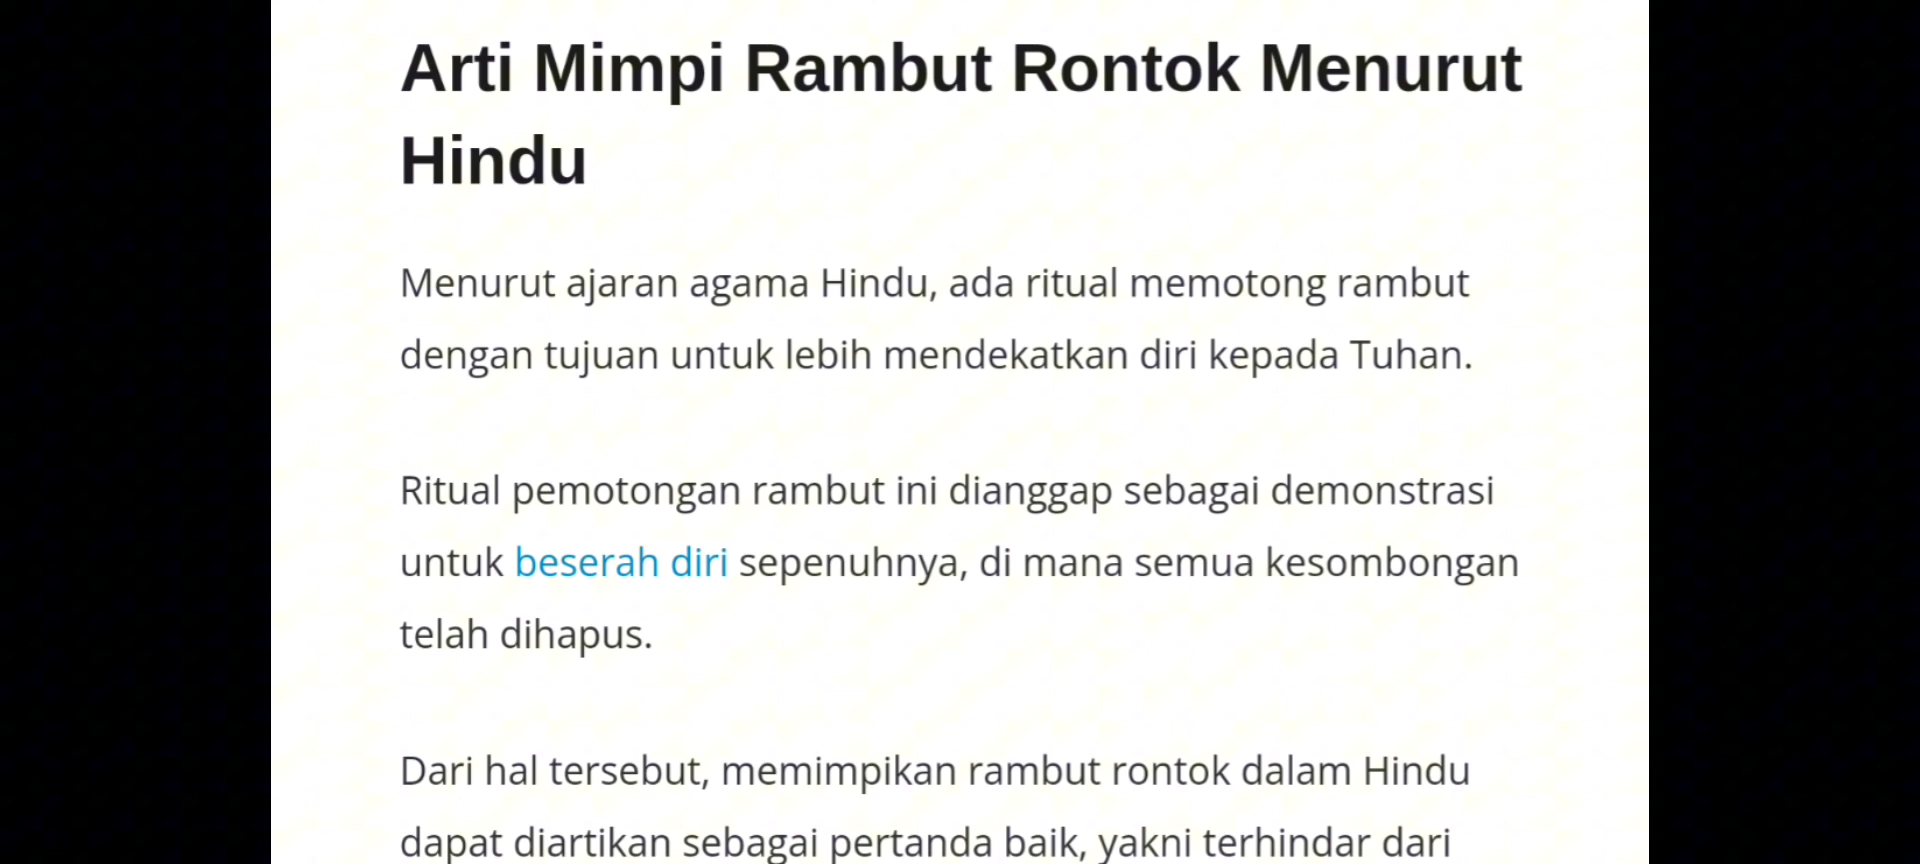 Arti Mimpi Rambut Rontok Menurut
Hindu
Menurut ajaran agama Hindu, ada ritual memotong rambut
dengan tujuan untuk lebih mendekatkan diri kepada Tuhan.
Ritual pemotongan rambut ini dianggap sebagai demonstrasi
untuk beserah diri sepenuhnya, di mana semua kesombongan
telah dihapus.
Dari hal tersebut, memimpikan rambut rontok dalam Hindu
dapat diartikan sebagai pertanda baik, yakni terhindar dari